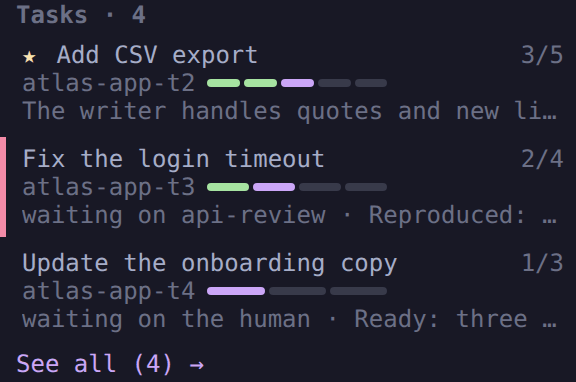 Tasks · 4
★ Add CSV export 3/5
atlas-app-t2
The writer handles quotes and new li…
Fix the login timeout 2/4
atlas-app-t3
waiting on api-review · Reproduced: …
Update the onboarding copy 1/3
atlas-app-t4
waiting on the human · Ready: three …
See all (4) →